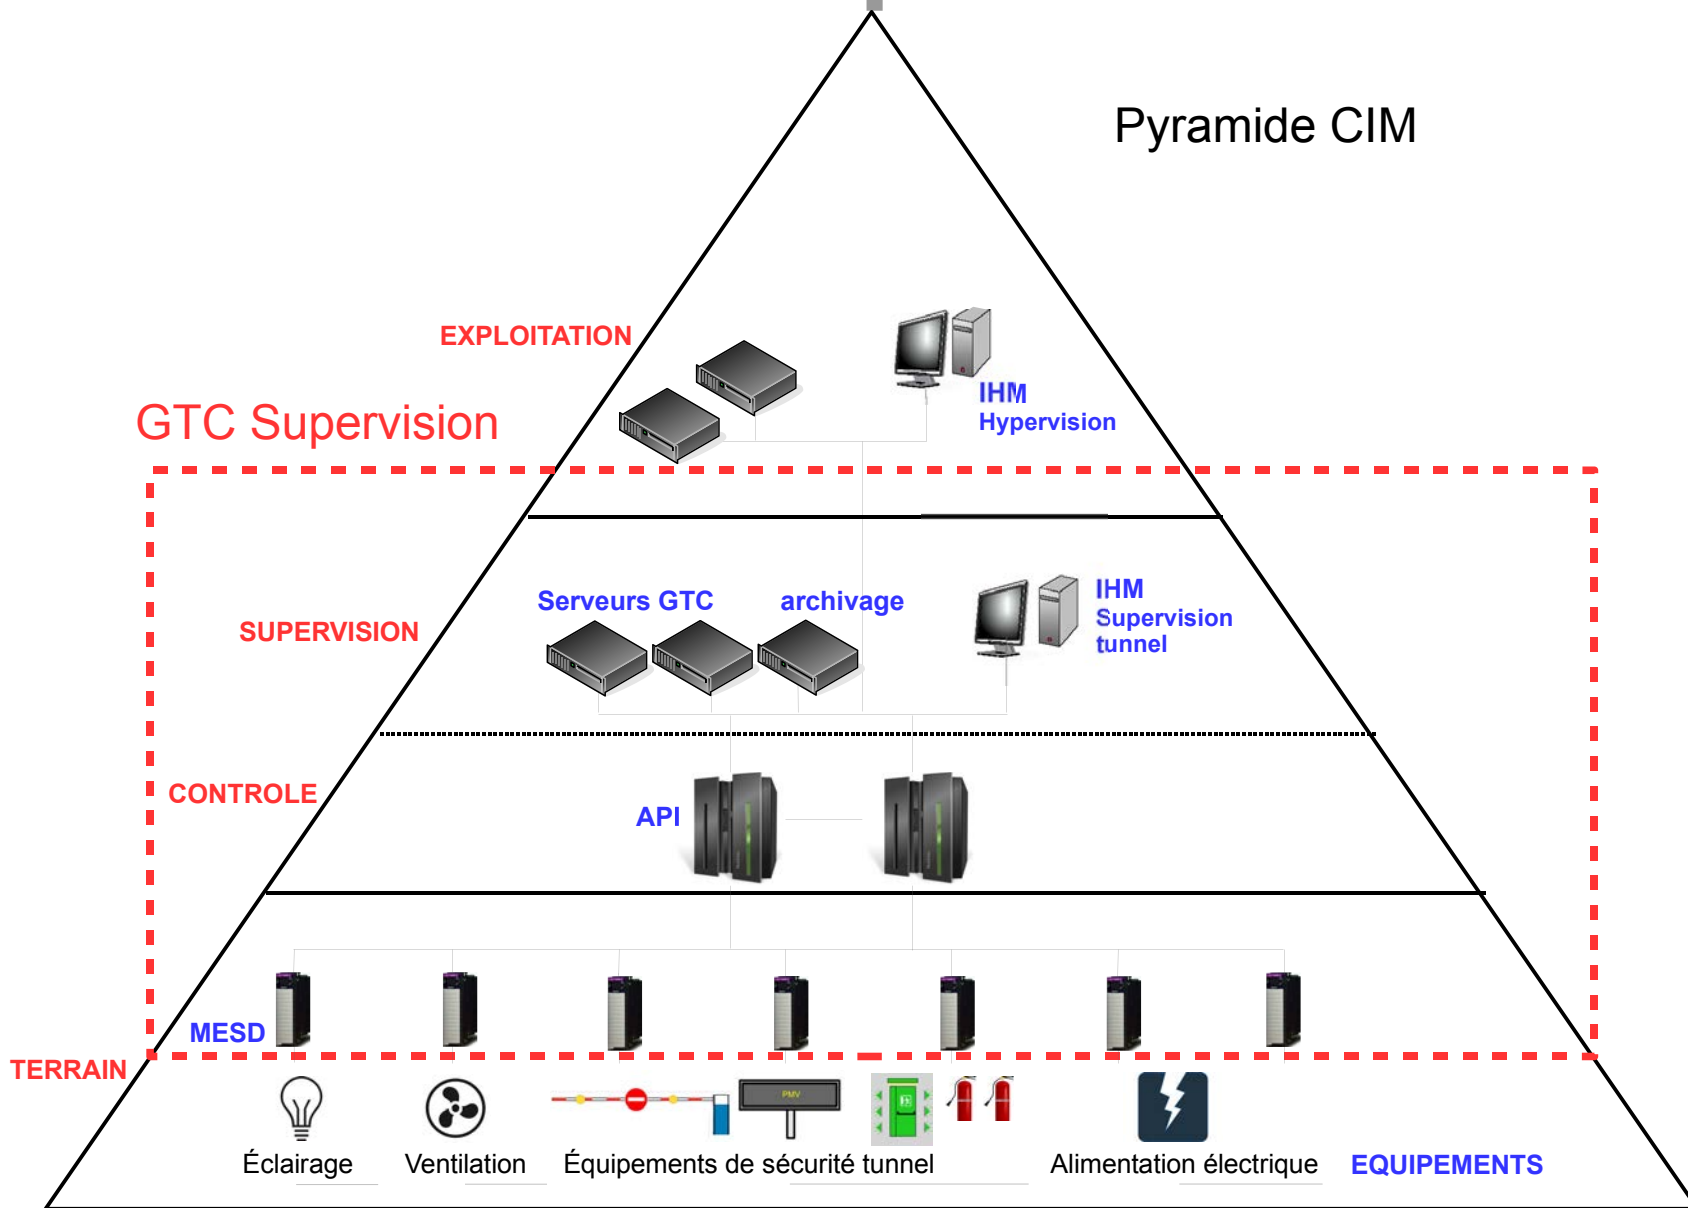 Pyramide CIM
EXPLOITATION
IHM
Hypervision
GTC Supervision
Serveurs GTC
archivage
IHM
Supervision
tunnel
SUPERVISION
CONTROLE
API
MESD
TERRAIN
PMV
Éclairage
Ventilation
Équipements de sécurité tunnel
Alimentation électrique
EQUIPEMENTS